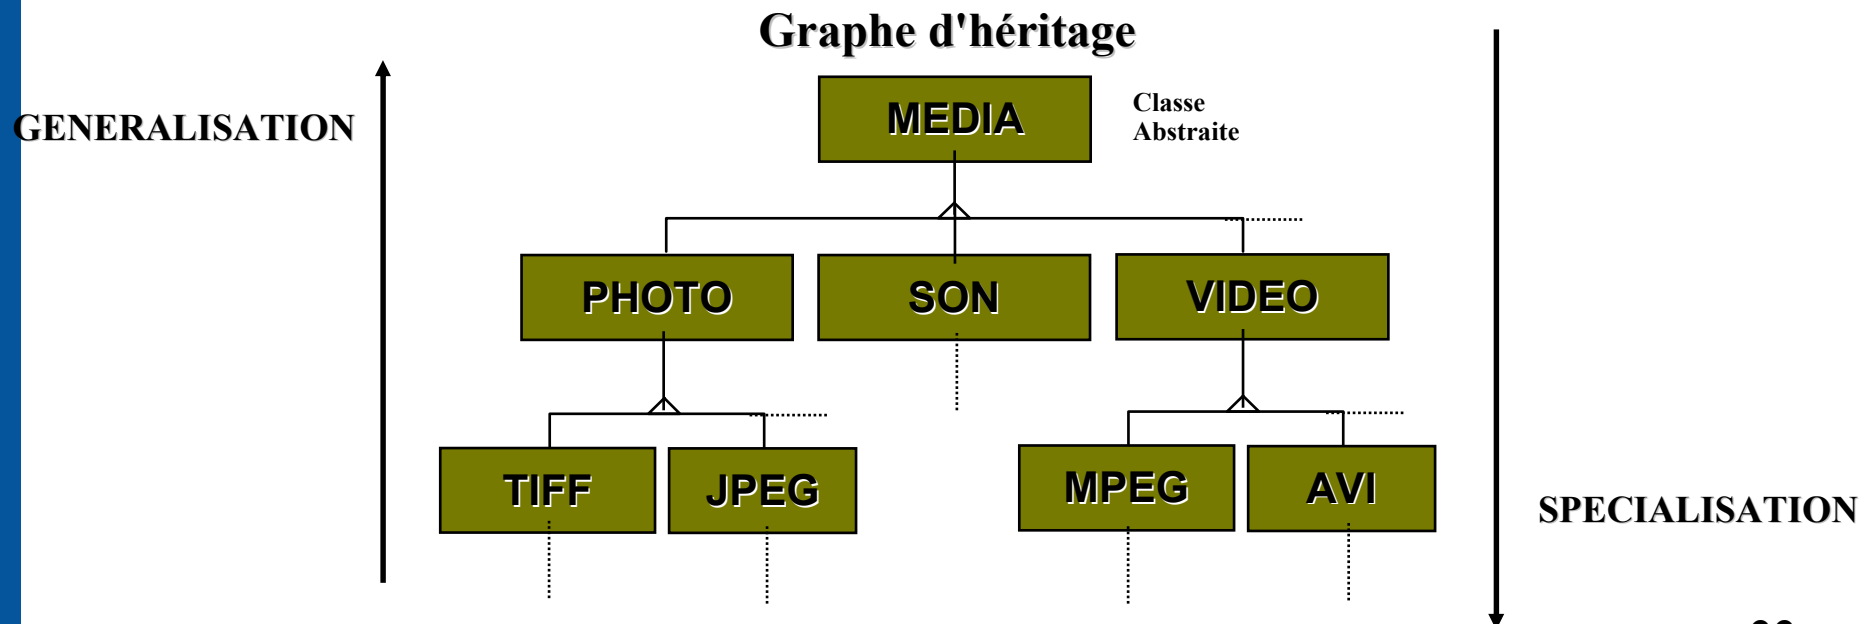 Graphe d'héritage
GENERALISATION
MEDIA
Classe
Abstraite
PHOTO
SON
VIDEO
TIFF
JPEG
MPEG
AVI
SPECIALISATION